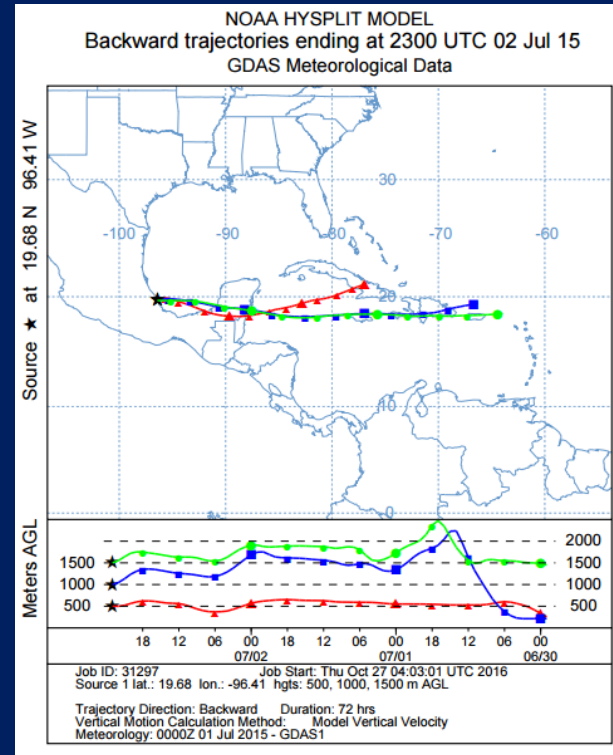 NOAA HYSPLIT MODEL
Backward trajectories ending at 2300 UTC 02 Jul 15
GDAS Meteorological Data
Source ★ at 19.68 N 96.41 W
30
-100 -90 -80 -70 -60
20
10
0
Meters AGL
2000
1500 1500
1000 1000
500 500
18 12 06 00 18 12 06 00 18 12 06 00
07/02 07/01 06/30
Job ID: 31297 Job Start: Thu Oct 27 04:03:01 UTC 2016
Source 1 lat.: 19.68 lon.: -96.41 hgts: 500, 1000, 1500 m AGL
Trajectory Direction: Backward Duration: 72 hrs
Vertical Motion Calculation Method: Model Vertical Velocity
Meteorology: 0000Z 01 Jul 2015 - GDAS1